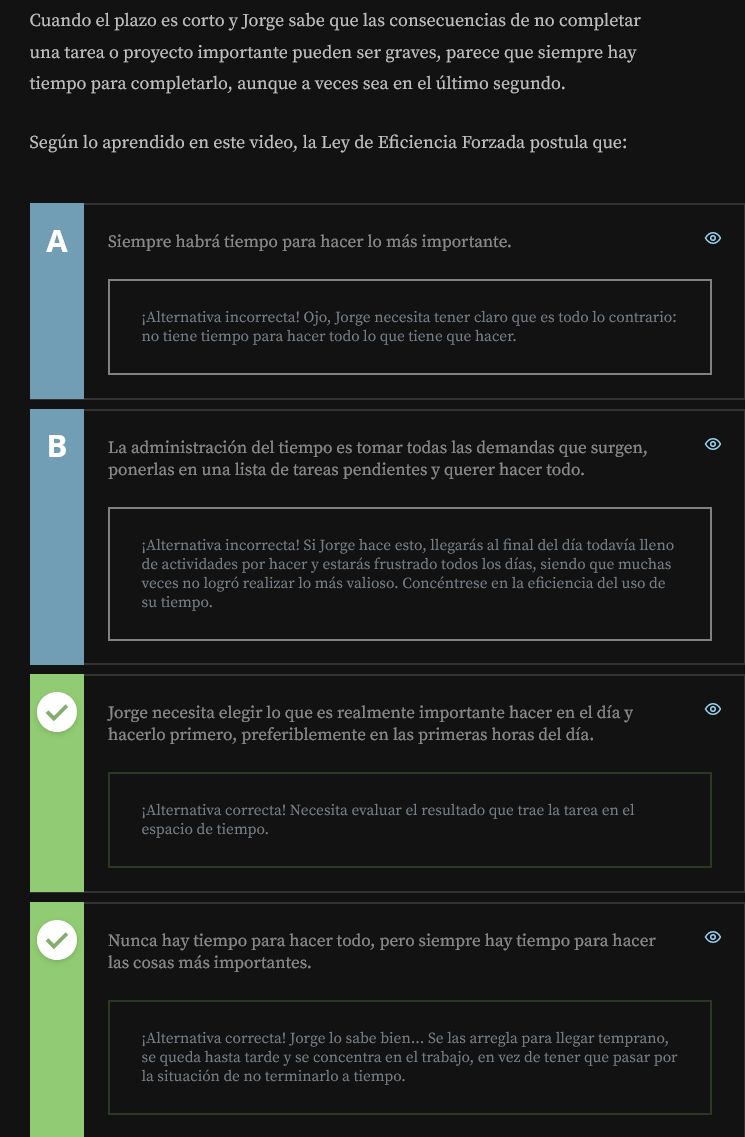 Cuando el plazo es corto y Jorge sabe que las consecuencias de no completar
una tarea o proyecto importante pueden ser graves, parece que siempre hay
tiempo para completarlo, aunque a veces sea en el último segundo.
Según lo aprendido en este video, la Ley de Eficiencia Forzada postula que:
A
Siempre habrá tiempo para hacer lo más importante.
¡Alternativa incorrecta! Ojo, Jorge necesita tener claro que es todo lo contrario:
no tiene tiempo para hacer todo lo que tiene que hacer.
B
La administración del tiempo es tomar todas las demandas que surgen,
ponerlas en una lista de tareas pendientes y querer hacer todo.
¡Alternativa incorrecta! Si Jorge hace esto, llegarás al final del día todavía lleno
de actividades por hacer y estarás frustrado todos los días, siendo que muchas
veces no logró realizar lo más valioso. Concéntrese en la eficiencia del uso de
su tiempo.
Jorge necesita elegir lo que es realmente importante hacer en el día y
hacerlo primero, preferiblemente en las primeras horas del día.
¡Alternativa correcta! Necesita evaluar el resultado que trae la tarea en el
espacio de tiempo.
Nunca hay tiempo para hacer todo, pero siempre hay tiempo para hacer
las cosas más importantes.
¡Alternativa correcta! Jorge lo sabe bien... Se las arregla para llegar temprano,
se queda hasta tarde y se concentra en el trabajo, en vez de tener que pasar por
la situación de no terminarlo a tiempo.